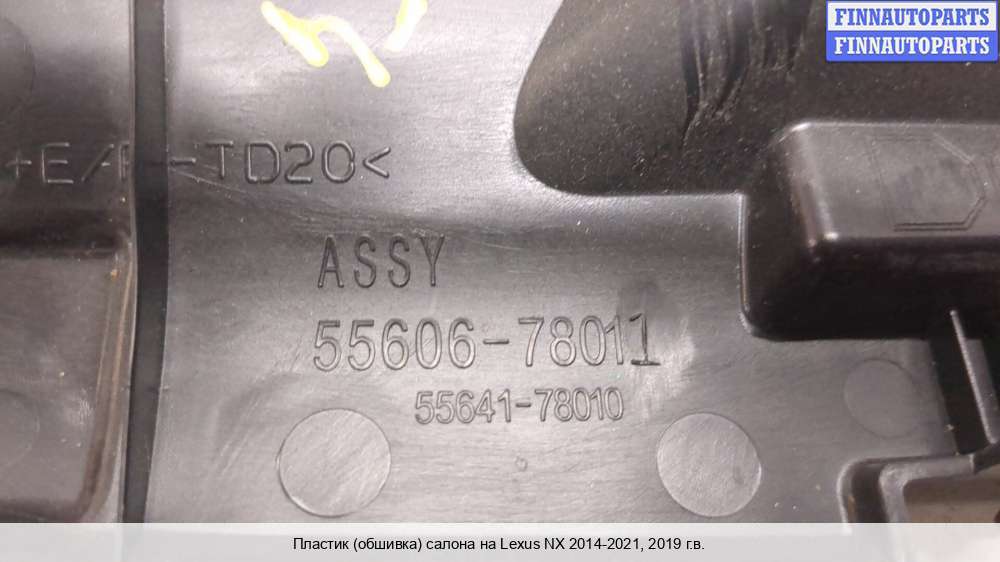 FINNAUTOPARTS
FINNAUTOPARTS
-TD20<
ASSY
55606-78011
55641-78010
Пластик (обшивка) салона на Lexus NX 2014-2021, 2019 г.в.